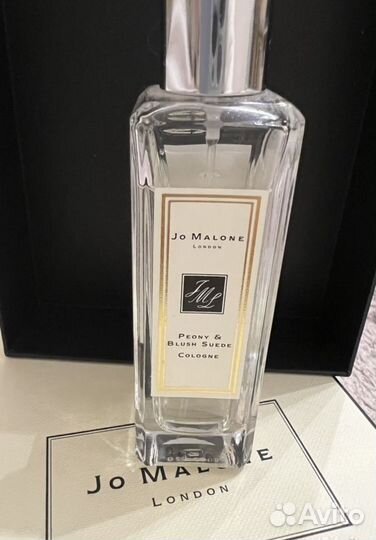 JO MALONE
LONDON
JML
PEONY &
BLUSH SUEDE
COLOGNE
JO MALONE
LONDON
Avito